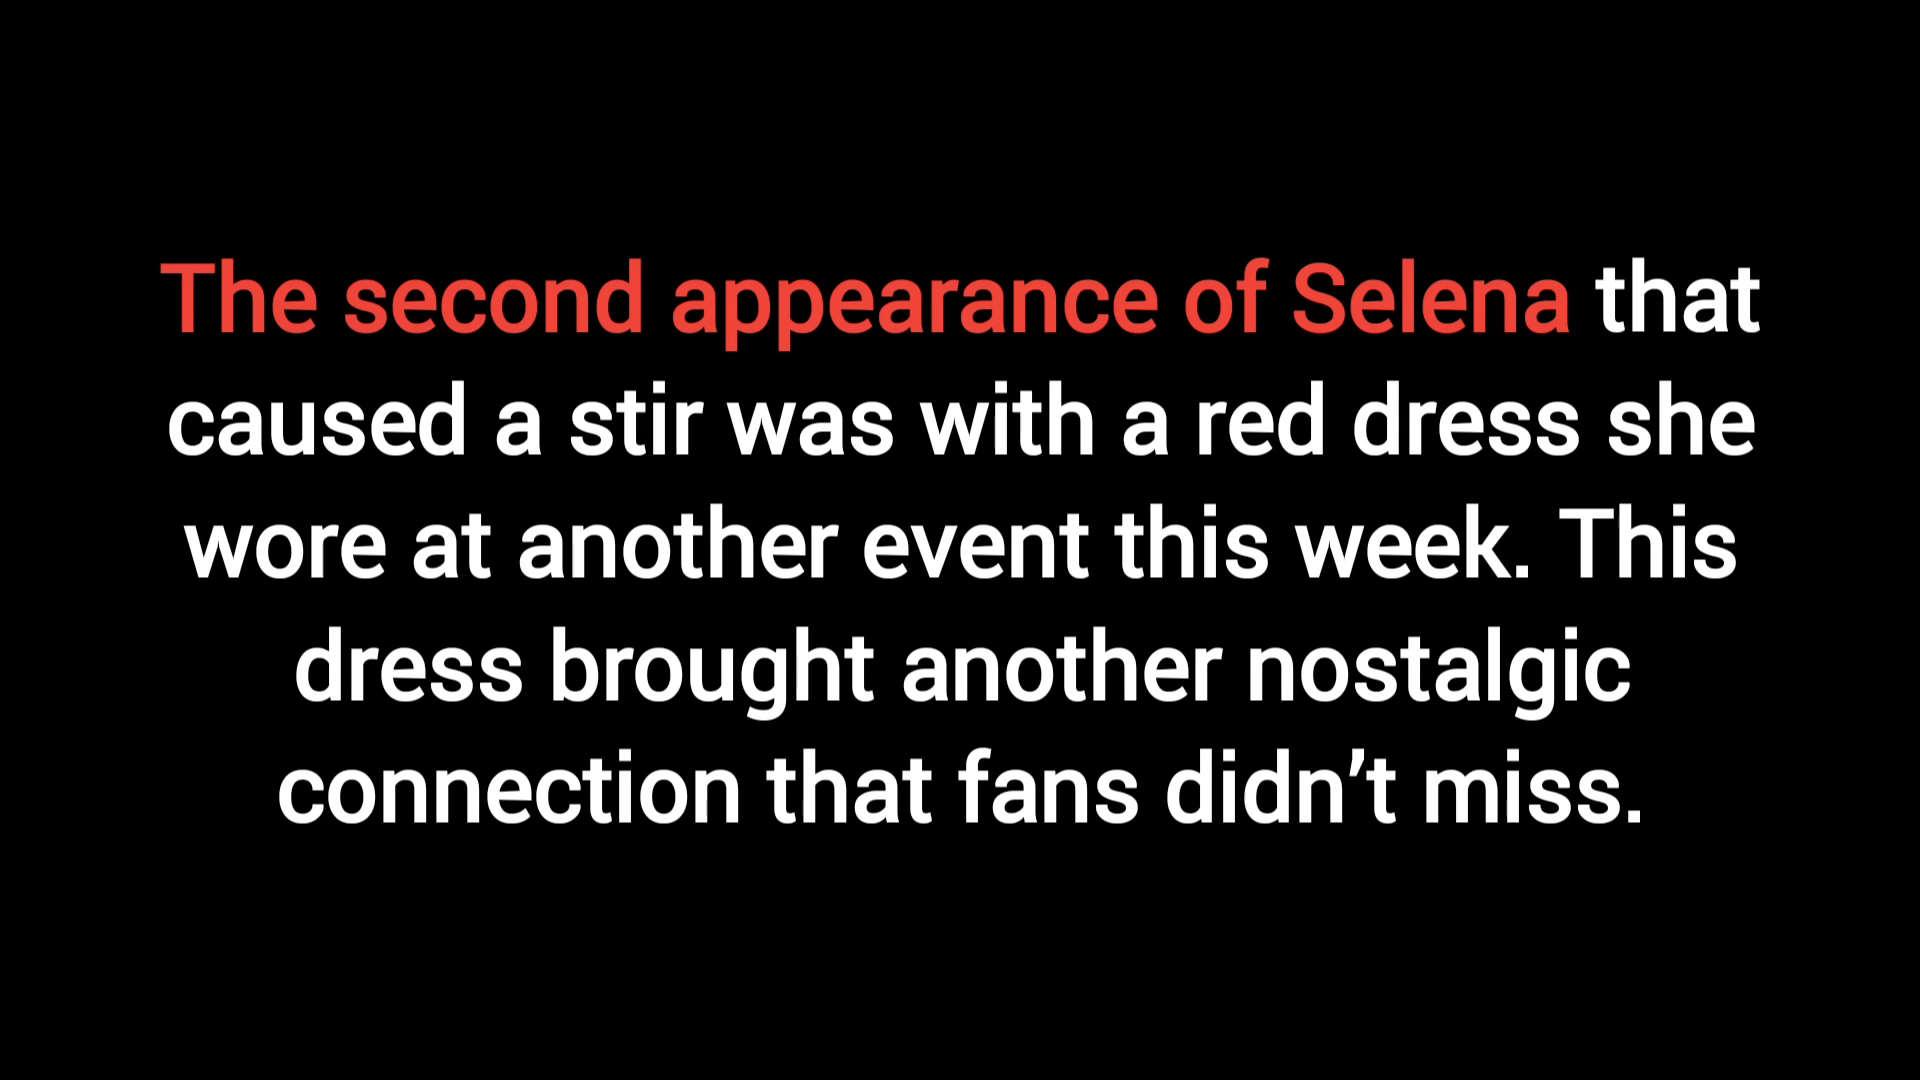 The second appearance of Selena that
caused a stir was with a red dress she
wore at another event this week. This
dress brought another nostalgic
connection that fans didn’t miss.